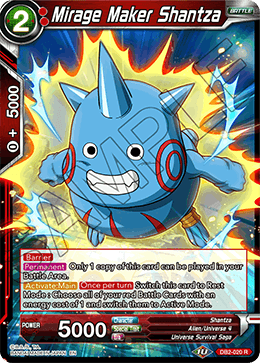 2
Mirage Maker Shantza
BATTLE
+ 5000
Barrier
Permanent Only 1 copy of this card can be played in your
Battle Area.
Activate:Main Once per turn Switch this card to Rest
Mode : Choose all of your red Battle Cards with an
energy cost of 1 and switch them to Active Mode.
POWER
5000
Special Trait
Shantza
Alien/Universe 4
Universe Survival Saga
DB2-020 R